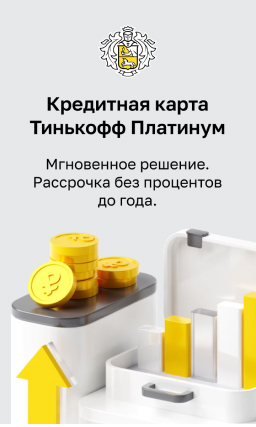 Кредитная карта
Тинькофф Платинум
Мгновенное решение.
Рассрочка без процентов
до года.